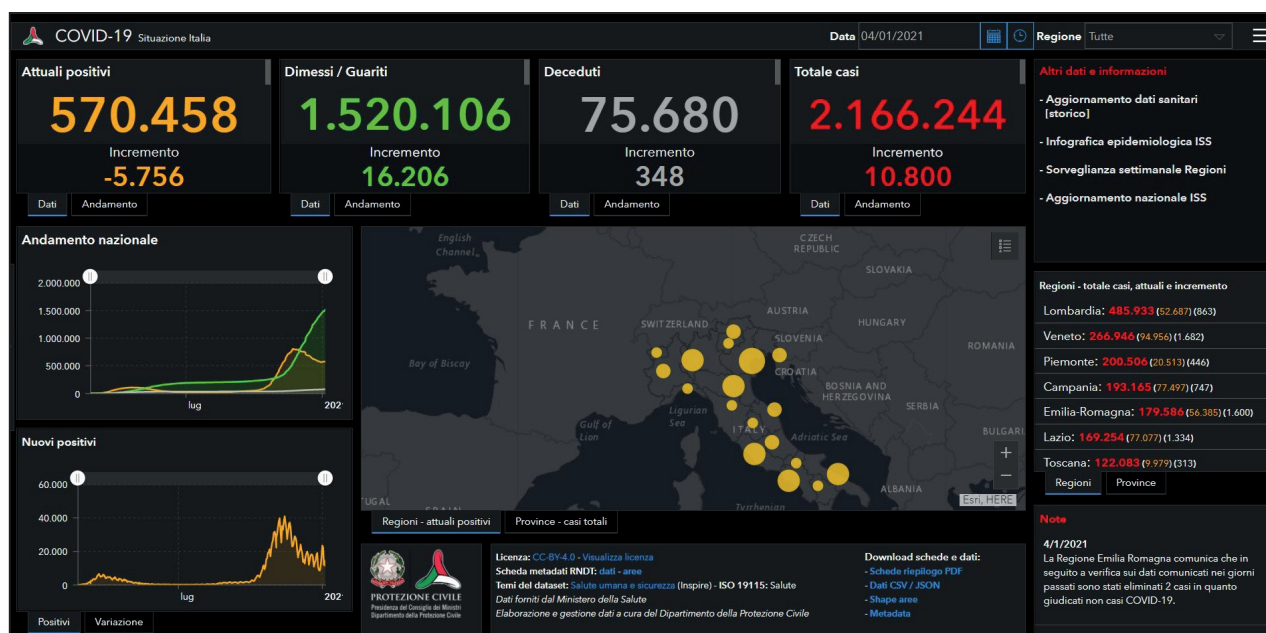 COVID-19 Situazione Italia
Data 04/01/2021
Regione Tutte
Attuali positivi
570.458
Incremento
-5.756
Dati Andamento
Dimessi / Guariti
1.520.106
Incremento
16.206
Dati Andamento
Deceduti
75.680
Incremento
348
Dati Andamento
Totale casi
2.166.244
Incremento
10.800
Dati Andamento
Altri dati e informazioni
- Aggiornamento dati sanitari
[storico]
- Infografica epidemiologica ISS
- Sorveglianza settimanale Regioni
- Aggiornamento nazionale ISS
Andamento nazionale
2.000.000
1.500.000
1.000.000
500.000
0
lug 202
Nuovi positivi
60.000
40.000
20.000
0
lug 202
Positivi Variazione
English
Channel
CZECH
REPUBLIC
SLOVAKIA
AUSTRIA
FRANCE
SWITZERLAND
HUNGARY
SLOVENIA
ROMANIA
Bay of Biscay
CROATIA
BOSNIA AND
HERZEGOVINA
SERBIA
Ligurian
Sea
Gulf of
Lion
ITALY
Adriatic Sea
BULGARI
ALBANIA
UGAL
Tyrrhenian
+
−
Esri, HERE
Regioni - attuali positivi Province - casi totali
Regioni - totale casi, attuali e incremento
Lombardia: 485.933 (52.687) (863)
Veneto: 266.946 (94.956) (1.682)
Piemonte: 200.506 (20.513) (446)
Campania: 193.165 (77.497) (747)
Emilia-Romagna: 179.586 (56.385) (1.600)
Lazio: 169.254 (77.077) (1.334)
Toscana: 122.083 (9.979) (313)
Regioni Province
PROTEZIONE CIVILE
Presidenza del Consiglio dei Ministri
Dipartimento della Protezione Civile
Licenza: CC-BY-4.0 - Visualizza licenza
Scheda metadati RNDT: dati - aree
Temi del dataset: Salute umana e sicurezza (Inspire) - ISO 19115: Salute
Dati forniti dal Ministero della Salute
Elaborazione e gestione dati a cura del Dipartimento della Protezione Civile
Download schede e dati:
- Schede riepilogo PDF
- Dati CSV / JSON
- Shape aree
- Metadata
Note
4/1/2021
La Regione Emilia Romagna comunica che in
seguito a verifica sui dati comunicati nei giorni
passati sono stati eliminati 2 casi in quanto
giudicati non casi COVID-19.